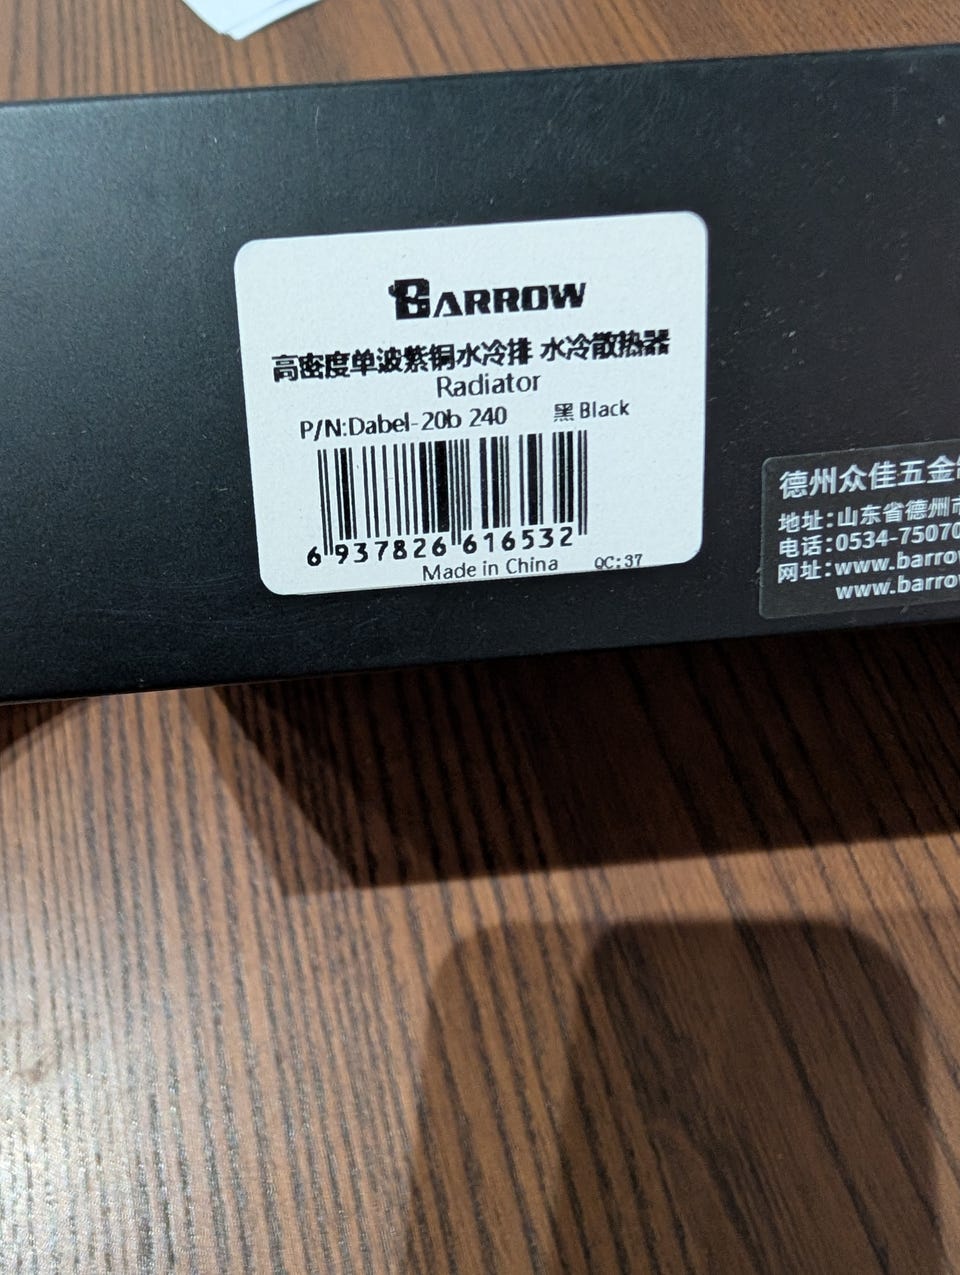 BARROW
高密度单波紫铜水冷排 水冷散热器
Radiator
P/N:Dabel-20b 240 黑 Black
6 937826 616532
Made in China QC:37
德州众佳五金
地址:山东省德州市
电话:0534-75070
网址:www.barrow
www.barrow